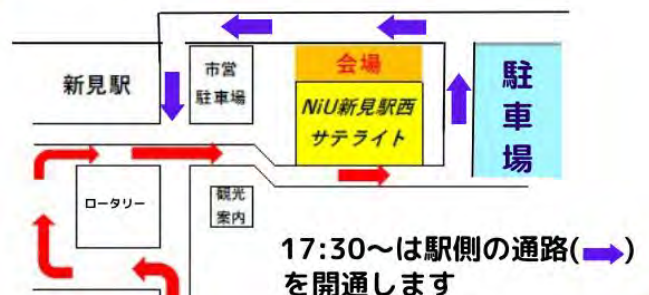 新見駅
市営
駐車場
会場
NiU新見駅西
サテライト
駐
車
場
ロータリー
観光
案内
17:30～は駅側の通路(➡)
を開通します